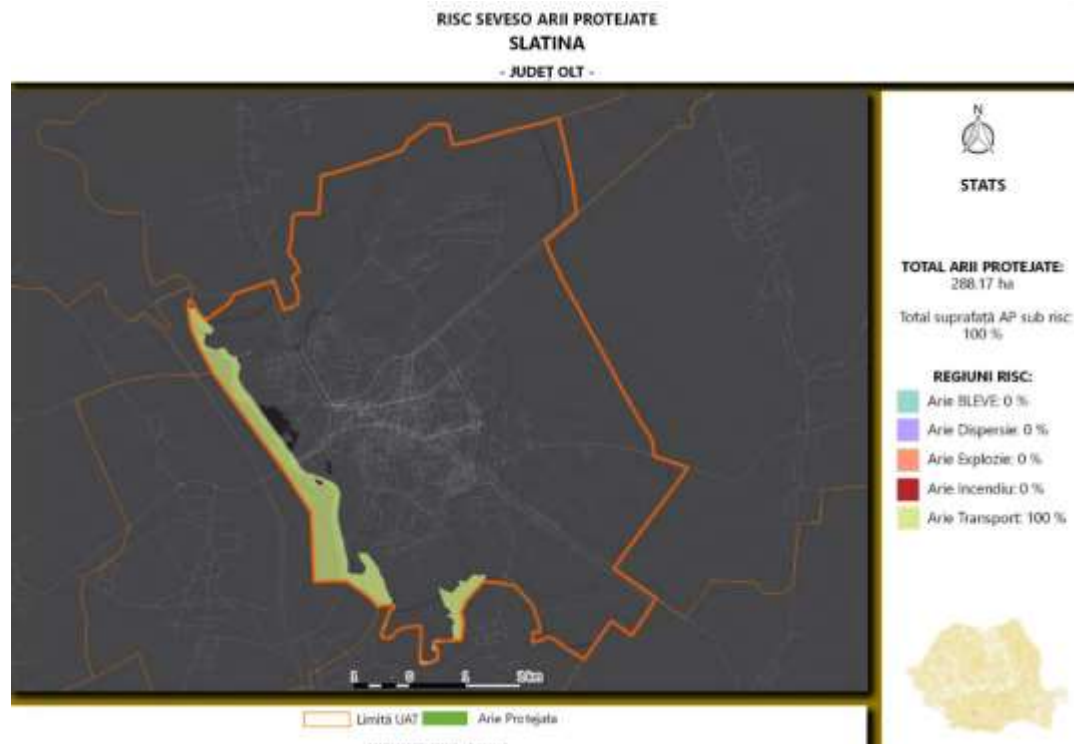 RISC SEVESO ARII PROTEJATE
SLATINA
- JUDEȚ OLT -
N
STATS
TOTAL ARII PROTEJATE:
288.17 ha
Total suprafață AP sub risc:
100 %
REGIUNI RISC:
Arie BLEVE: 0 %
Arie Dispersie: 0 %
Arie Explozie: 0 %
Arie Incendiu: 0 %
Arie Transport: 100 %
0
Limită UAT
Arie Protejata